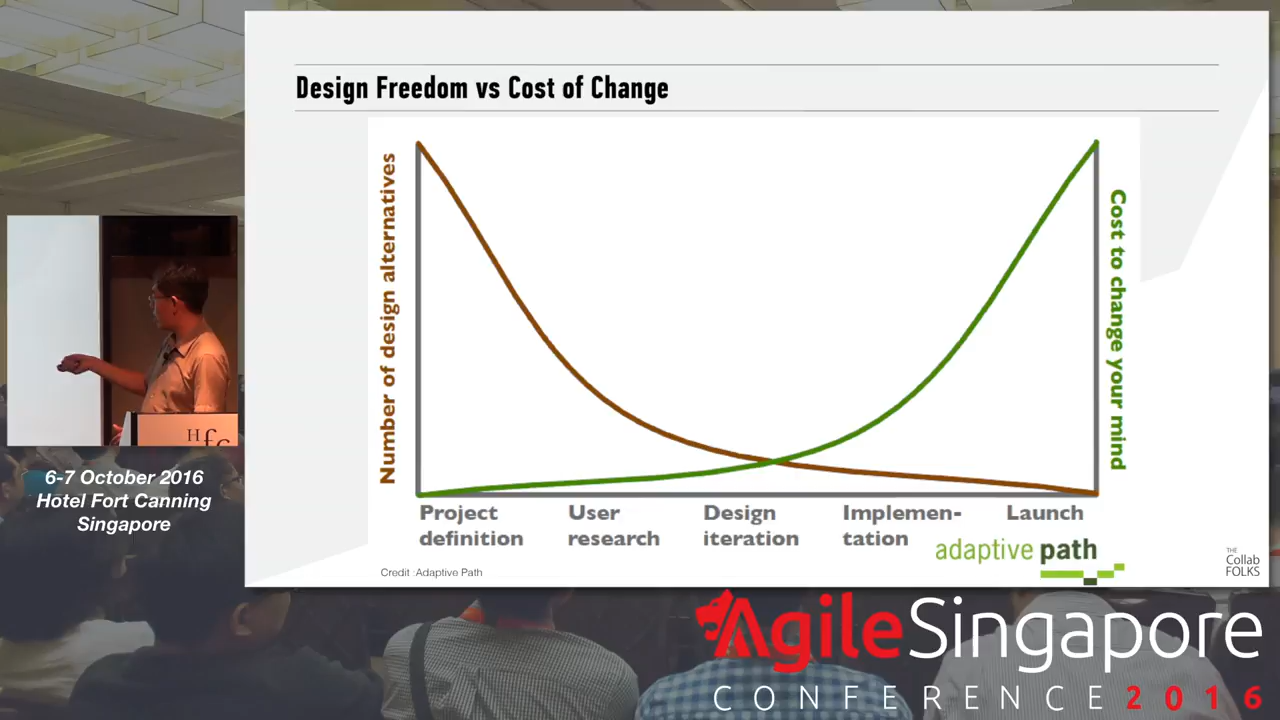 Design Freedom vs Cost of Change
Number of design alternatives
Cost to change your mind
Project
definition
User
research
Design
iteration
Implemen-
tation
Launch
adaptive path
Credit :Adaptive Path
THE
Collab
FOLKS
Hfc
6-7 October 2016
Hotel Fort Canning
Singapore
AgileSingapore
CONFERENCE 2016